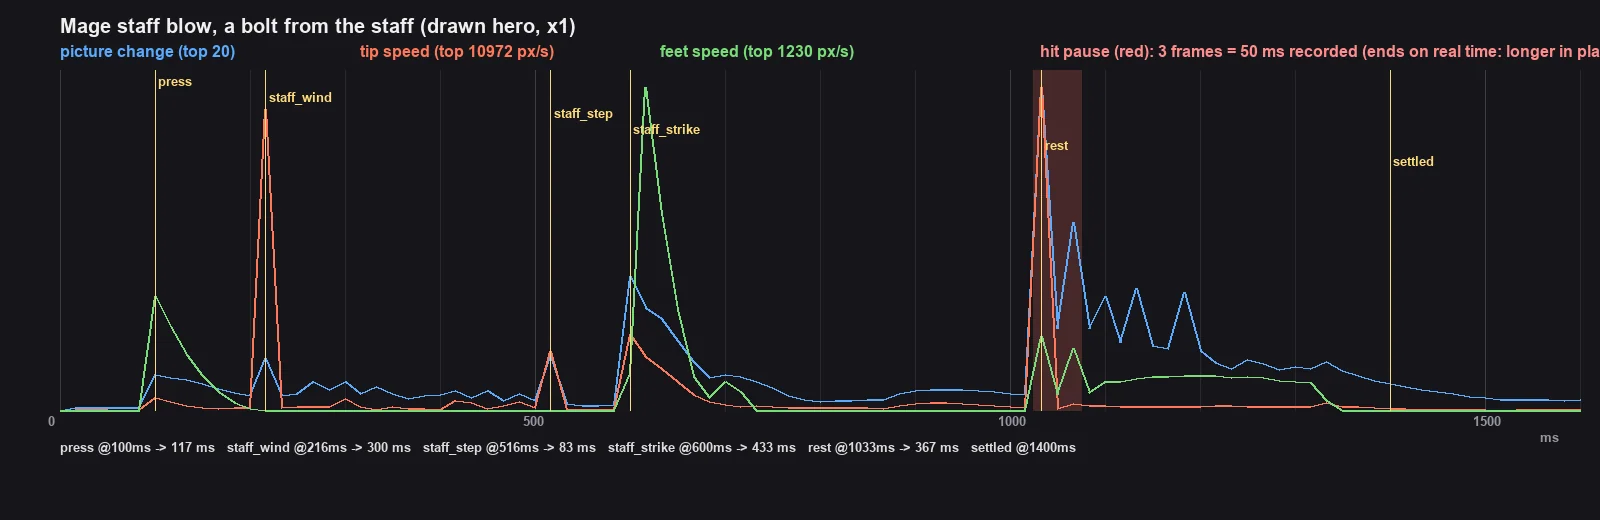 Mage staff blow, a bolt from the staff (drawn hero, x1)
picture change (top 20) tip speed (top 10972 px/s) feet speed (top 1230 px/s) hit pause (red): 3 frames = 50 ms recorded (ends on real time: longer in pla
press
staff_wind
staff_step
staff_strike
rest
settled
0 500 1000 1500
ms
press @100ms -> 117 ms staff_wind @216ms -> 300 ms staff_step @516ms -> 83 ms staff_strike @600ms -> 433 ms rest @1033ms -> 367 ms settled @1400ms